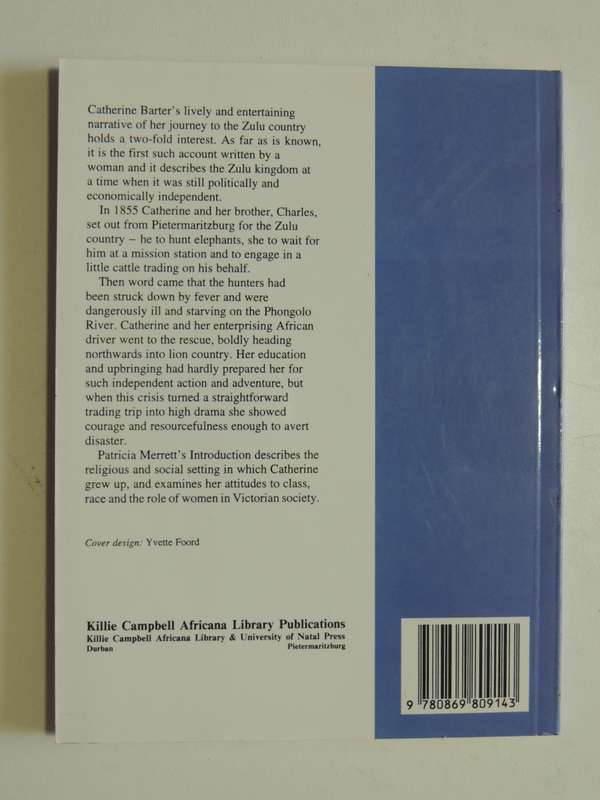 Catherine Barter's lively and entertaining
narrative of her journey to the Zulu country
holds a two-fold interest. As far as is known,
it is the first such account written by a
woman and it describes the Zulu kingdom at
a time when it was still politically and
economically independent.
In 1855 Catherine and her brother, Charles,
set out from Pietermaritzburg for the Zulu
country – he to hunt elephants, she to wait for
him at a mission station and to engage in a
little cattle trading on his behalf.
Then word came that the hunters had
been struck down by fever and were
dangerously ill and starving on the Phongolo
River. Catherine and her enterprising African
driver went to the rescue, boldly heading
northwards into lion country. Her education
and upbringing had hardly prepared her for
such independent action and adventure, but
when this crisis turned a straightforward
trading trip into high drama she showed
courage and resourcefulness enough to avert
disaster.
Patricia Merrett's Introduction describes the
religious and social setting in which Catherine
grew up, and examines her attitudes to class,
race and the role of women in Victorian society.
Cover design: Yvette Foord
Killie Campbell Africana Library Publications
Killie Campbell Africana Library & University of Natal Press
Durban Pietermaritzburg
9 780869 809143